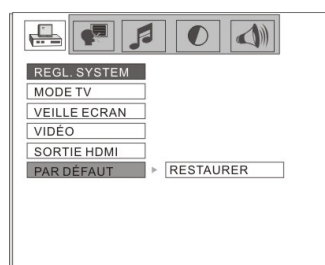 REGL. SYSTEM
MODE TV
VEILLE ECRAN
VIDÉO
SORTIE HDMI
PAR DÉFAUT
RESTAURER